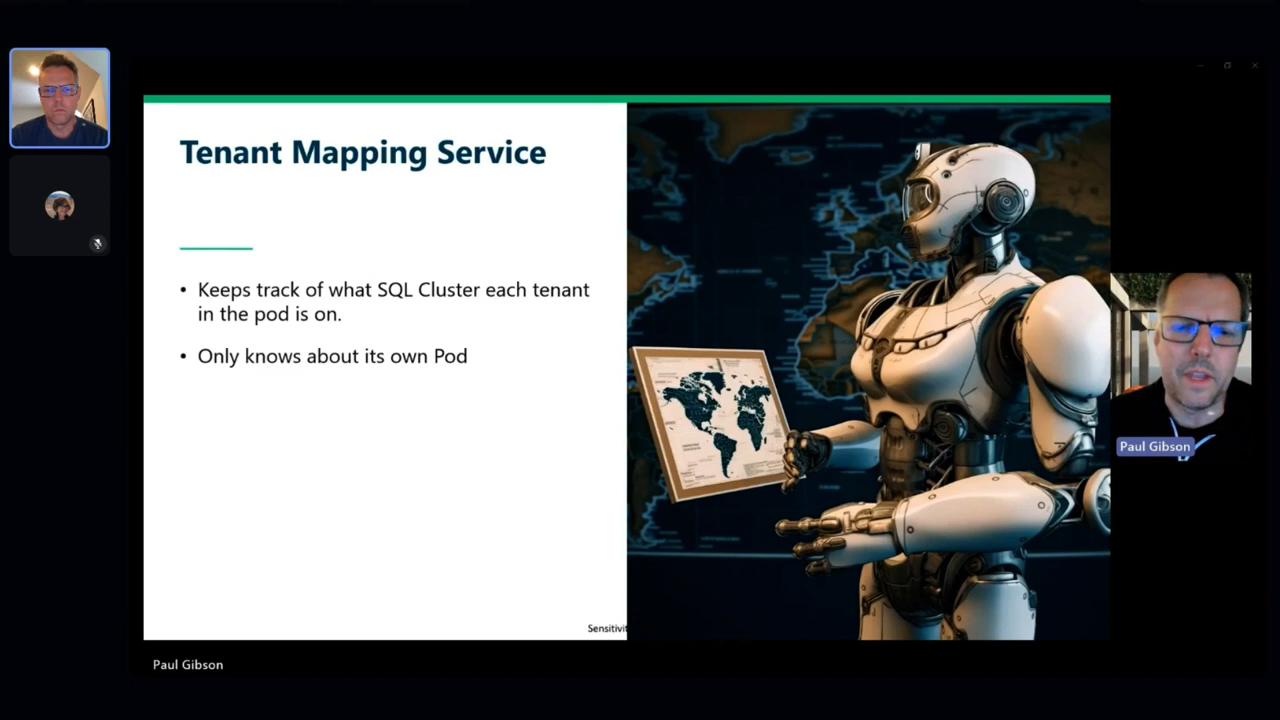 Tenant Mapping Service
• Keeps track of what SQL Cluster each tenant
in the pod is on.
• Only knows about its own Pod
Sensitivit
Paul Gibson
Paul Gibson